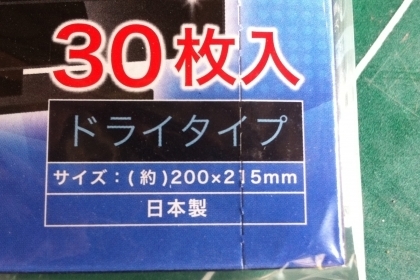 30枚入
ドライタイプ
サイズ：(約)200×215mm
日本製